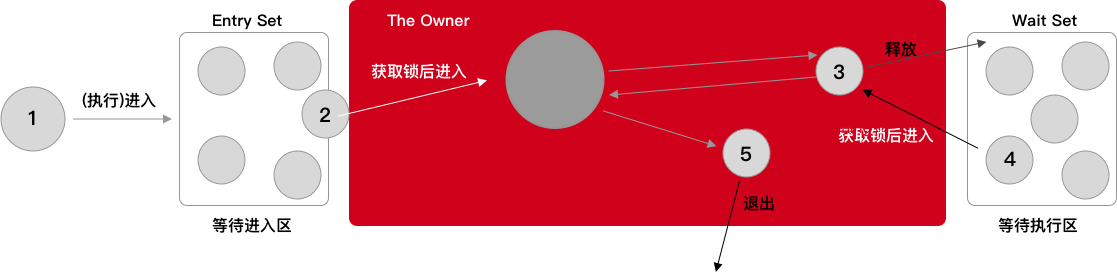 Entry Set
The Owner
Wait Set
释放
获取锁后进入
3
(执行)进入
2
1
获取锁后进入
5
4
退出
等待进入区
等待执行区